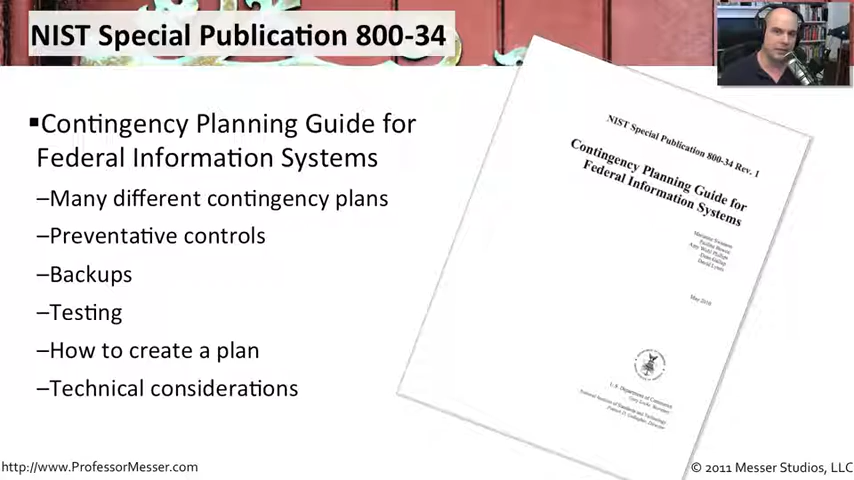 NIST Special Publication 800-34
▪Contingency Planning Guide for
Federal Information Systems
–Many different contingency plans
–Preventative controls
–Backups
–Testing
–How to create a plan
–Technical considerations
NIST Special Publication 800-34 Rev. 1
Contingency Planning Guide for
Federal Information Systems
May 2010
U.S. Department of Commerce
http://www.ProfessorMesser.com
© 2011 Messer Studios, LLC